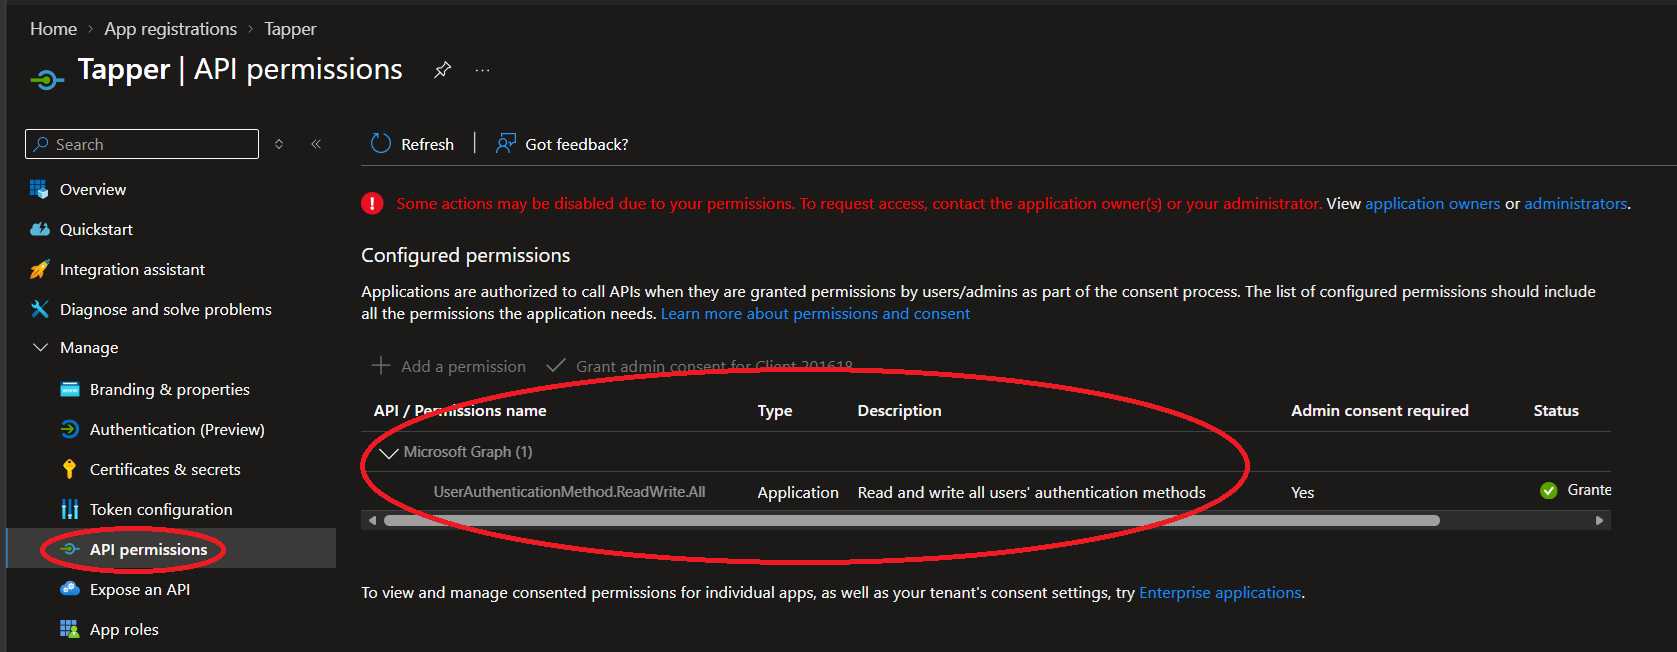 Home > App registrations > Tapper
Tapper | API permissions
Search
Refresh | Got feedback?
Overview
Quickstart
Integration assistant
Diagnose and solve problems
Manage
Branding & properties
Authentication (Preview)
Certificates & secrets
Token configuration
API permissions
Expose an API
App roles
Some actions may be disabled due to your permissions. To request access, contact the application owner(s) or your administrator. View application owners or administrators.
Configured permissions
Applications are authorized to call APIs when they are granted permissions by users/admins as part of the consent process. The list of configured permissions should include
all the permissions the application needs. Learn more about permissions and consent
Add a permission Grant admin consent for Client 201618
API / Permissions name Type Description Admin consent required Status
Microsoft Graph (1)
UserAuthenticationMethod.ReadWrite.All Application Read and write all users' authentication methods Yes Grante
To view and manage consented permissions for individual apps, as well as your tenant's consent settings, try Enterprise applications.